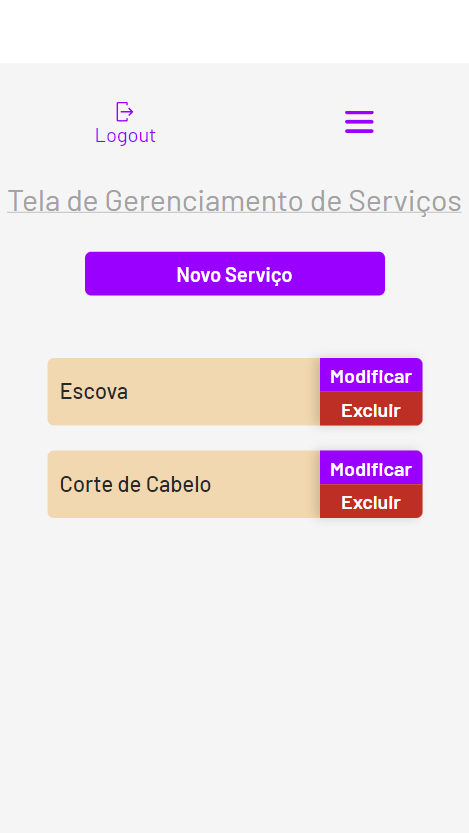 Logout
Tela de Gerenciamento de Serviços
Novo Serviço
Escova
Modificar
Excluir
Corte de Cabelo
Modificar
Excluir